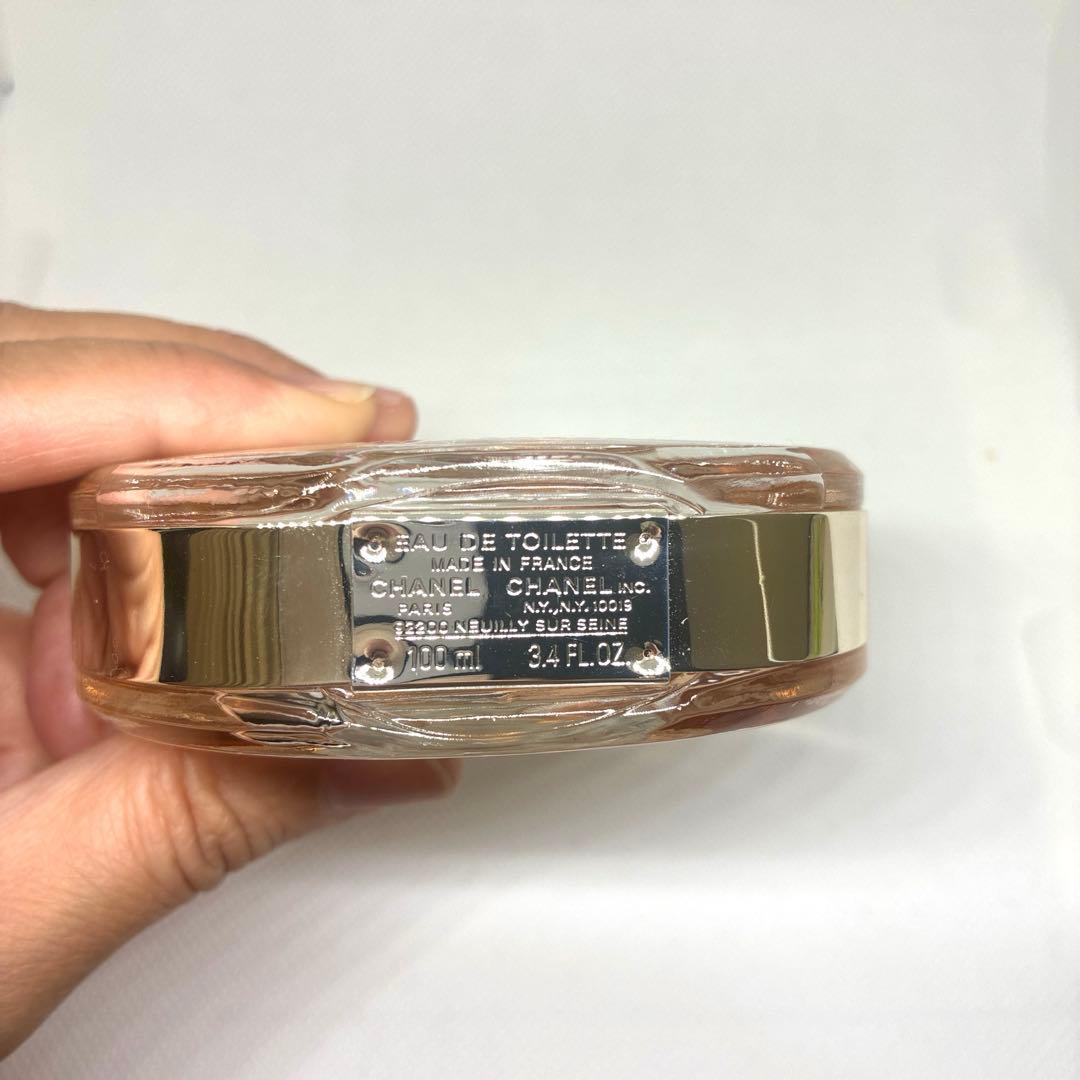 EAU DE TOILETTE
MADE IN FRANCE
CHANEL CHANEL INC.
PARIS N.Y., N.Y. 10019
92200 NEUILLY SUR SEINE
100 ml 3.4 FL. OZ.